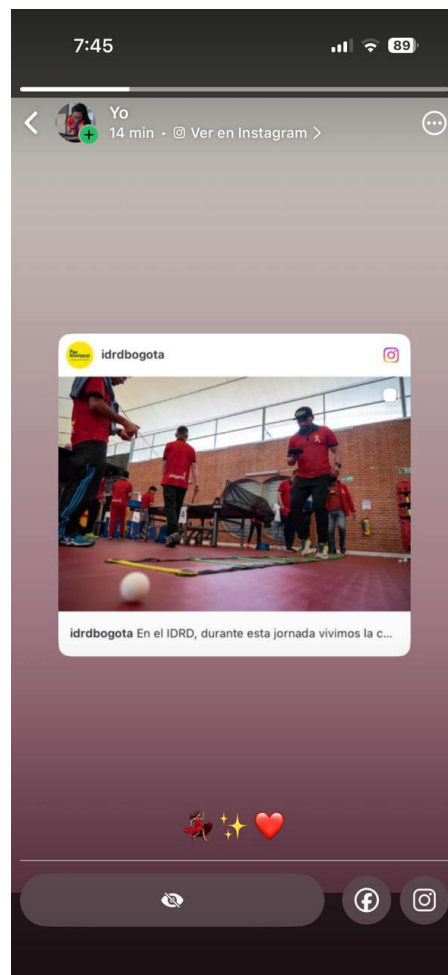 7:45
89
Yo
14 min • Ver en Instagram >
idrdbogota
idrdbogota En el IDRD, durante esta jornada vivimos la c...